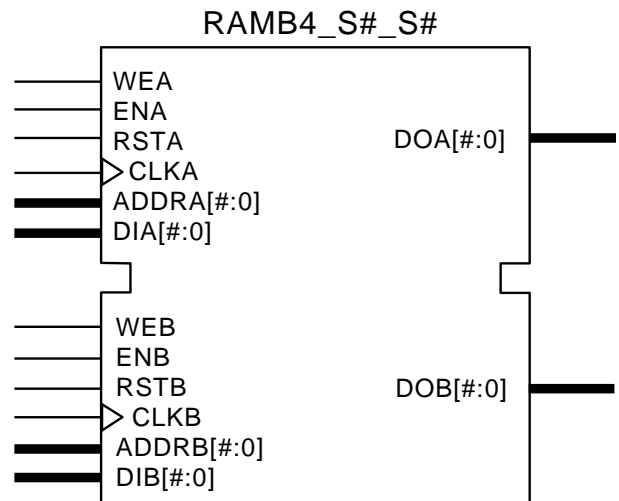 RAMB4_S#_S#
WEA
ENA
RSTA
DOA[#:0]
CLKA
ADDRA[#:0]
DIA[#:0]
WEB
ENB
RSTB
DOB[#:0]
CLKB
ADDRB[#:0]
DIB[#:0]